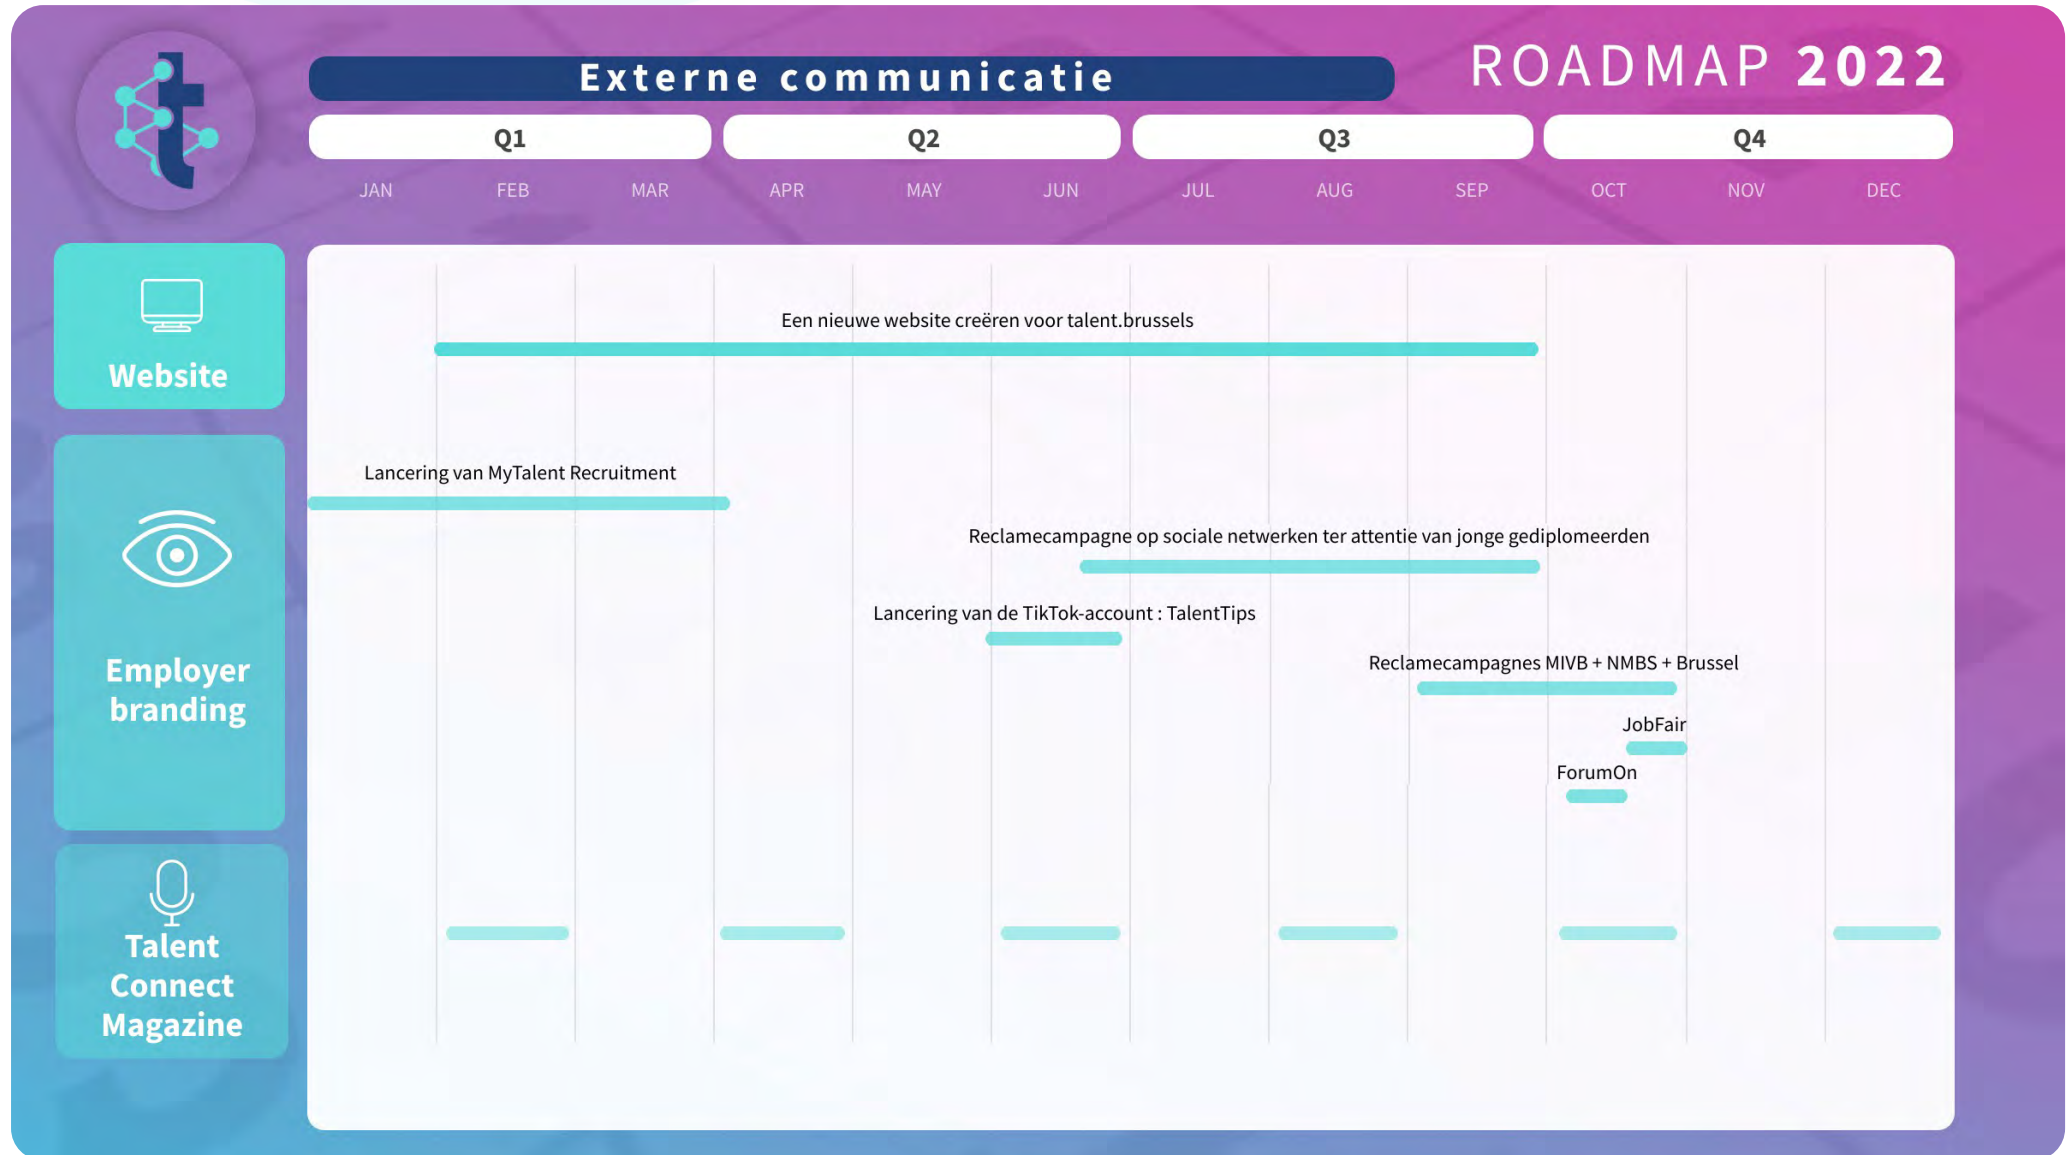 Externe communicatie
ROADMAP 2022
Q1 Q2 Q3 Q4
JAN FEB MAR APR MAY JUN JUL AUG SEP OCT NOV DEC
Website
Een nieuwe website creëren voor talent.brussels
Employer
branding
Lancering van MyTalent Recruitment
Reclamecampagne op sociale netwerken ter attentie van jonge gediplomeerden
Lancering van de TikTok-account : TalentTips
Reclamecampagnes MIVB + NMBS + Brussel
JobFair
ForumOn
Talent
Connect
Magazine